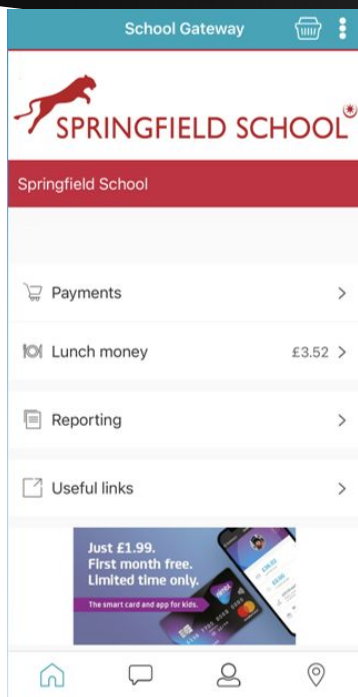 School Gateway
SPRINGFIELD SCHOOL
Springfield School
Payments
Lunch money £3.52
Reporting
Useful links
Just £1.99.
First month free.
Limited time only.
The smart card and app for kids.